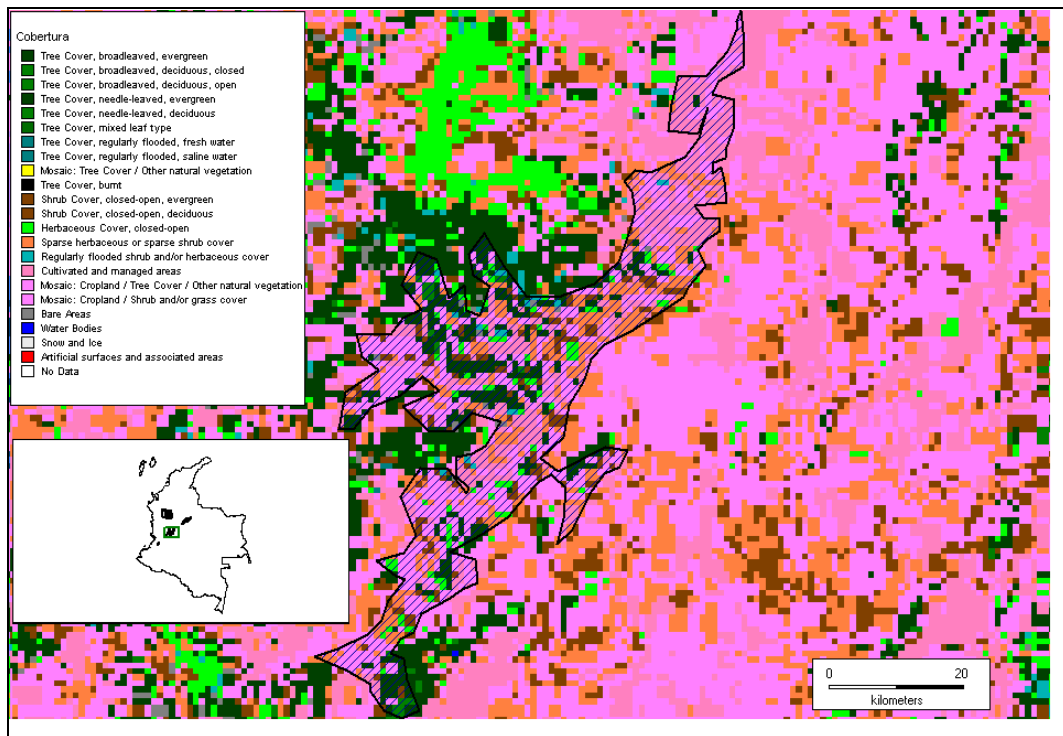 Cobertura
Tree Cover, broadleaved, evergreen
Tree Cover, broadleaved, deciduous, closed
Tree Cover, broadleaved, deciduous, open
Tree Cover, needle-leaved, evergreen
Tree Cover, needle-leaved, deciduous
Tree Cover, mixed leaf type
Tree Cover, regularly flooded, fresh water
Tree Cover, regularly flooded, saline water
Mosaic: Tree Cover / Other natural vegetation
Tree Cover, burnt
Shrub Cover, closed-open, evergreen
Shrub Cover, closed-open, deciduous
Herbaceous Cover, closed-open
Sparse herbaceous or sparse shrub cover
Regularly flooded shrub and/or herbaceous cover
Cultivated and managed areas
Mosaic: Cropland / Tree Cover / Other natural vegetation
Mosaic: Cropland / Shrub and/or grass cover
Bare Areas
Water Bodies
Snow and Ice
Artificial surfaces and associated areas
No Data
0 20
kilometers